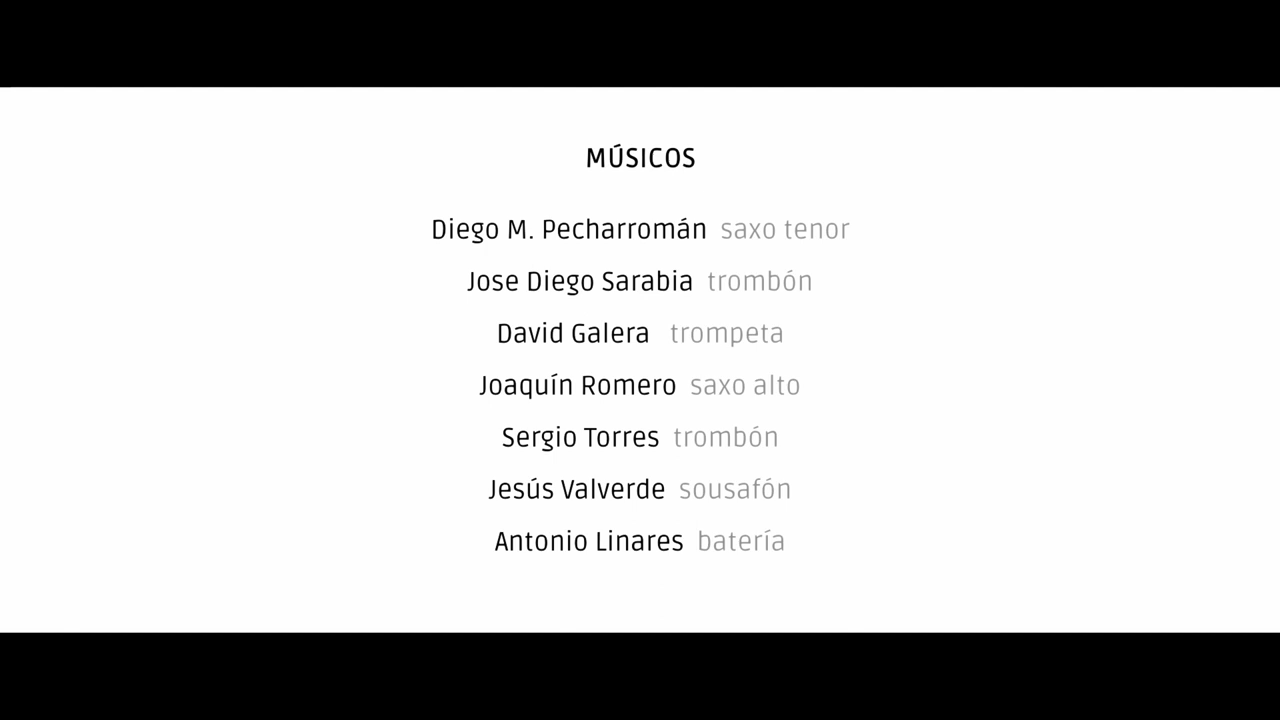 MÚSICOS
Diego M. Pecharromán saxo tenor
Jose Diego Sarabia trombón
David Galera trompeta
Joaquín Romero saxo alto
Sergio Torres trombón
Jesús Valverde sousafón
Antonio Linares batería